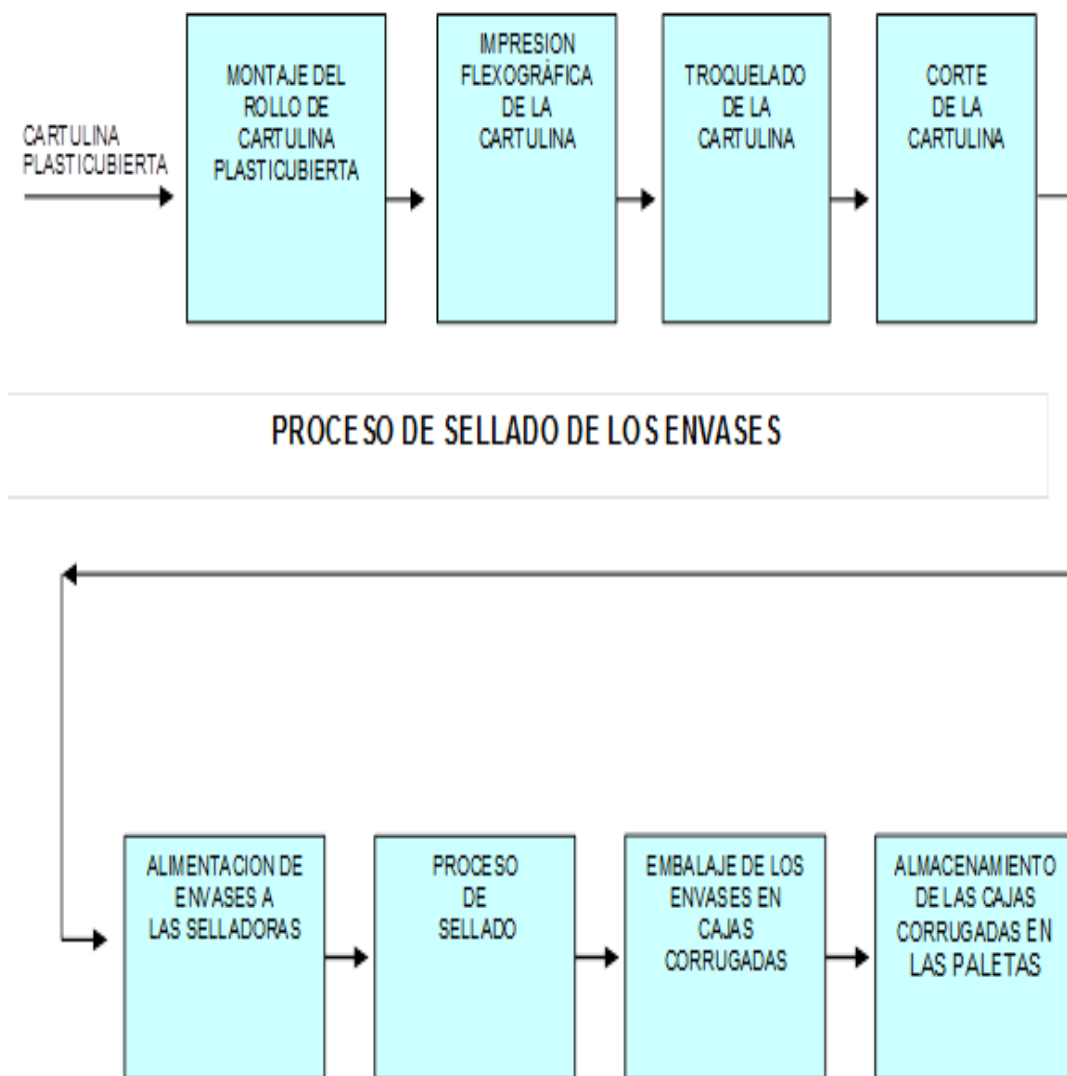 CARTULINA
PLASTICUBIERTA
MONTAJE DEL
ROLLO DE
CARTULINA
PLASTICUBIERTA
IMPRESION
FLEXOGRÁFICA
DE LA
CARTULINA
TROQUELADO
DE LA
CARTULINA
CORTE
DE LA
CARTULINA
PROCESO DE SELLADO DE LOS ENVASES
ALIMENTACION DE
ENVASES A
LAS SELLADORAS
PROCESO
DE
SELLADO
EMBALAJE DE LOS
ENVASES EN
CAJAS
CORRUGADAS
ALMACENAMIENTO
DE LAS CAJAS
CORRUGADAS EN
LAS PALETAS